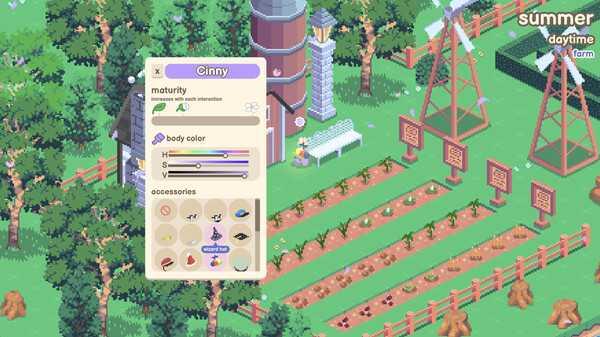 summer
daytime
farm
x
Cinny
maturity
increases with each interaction
body color
H
S
V
accessories
wizard hat